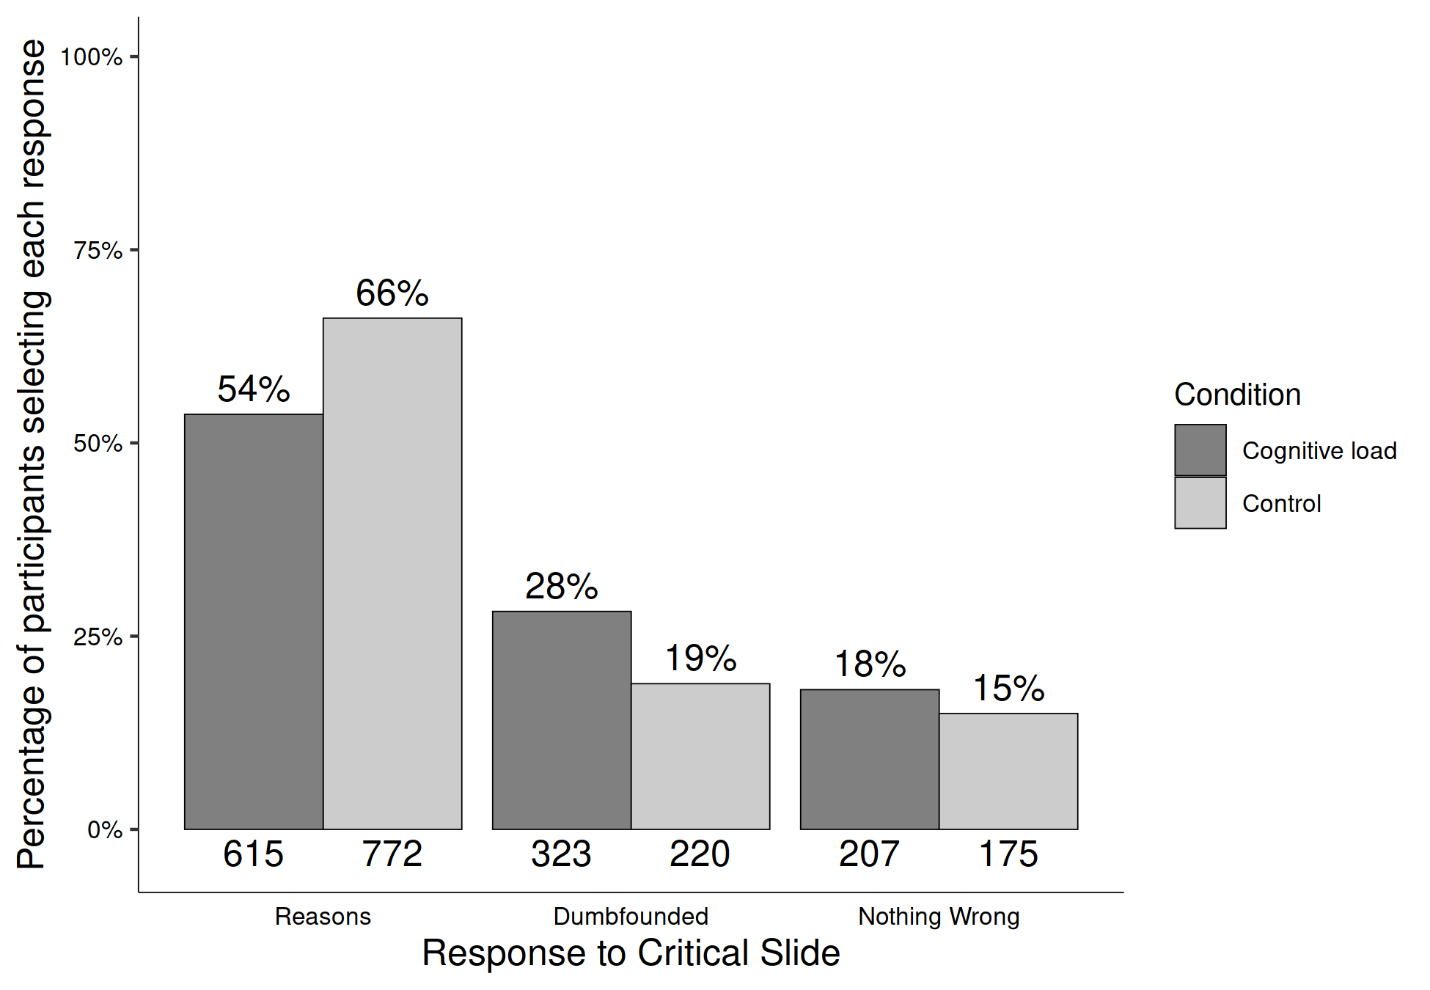 Percentage of participants selecting each response
100%
75%
50%
25%
0%
54%
66%
28%
19%
18%
15%
615
772
323
220
207
175
Reasons
Dumbfounded
Nothing Wrong
Response to Critical Slide
Condition
Cognitive load
Control